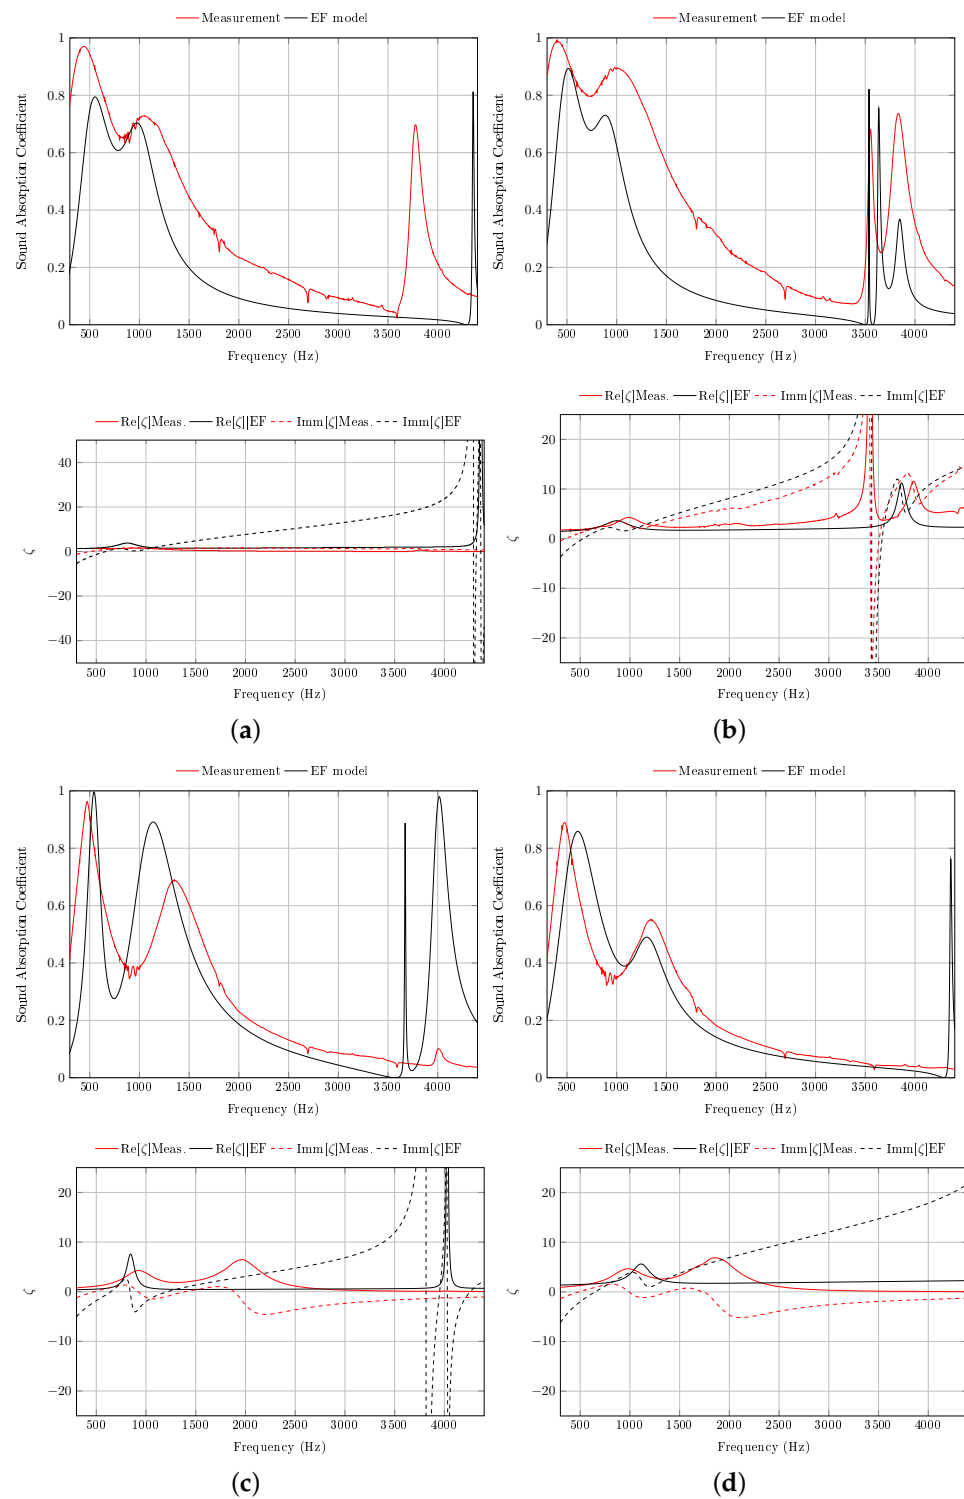 Measurement EF model
Measurement EF model
1
0.8
0.6
0.4
0.2
0
Sound Absorption Coefficient
500 1000 1500 2000 2500 3000 3500 4000
Frequency (Hz)
1
0.8
0.6
0.4
0.2
0
Sound Absorption Coefficient
500 1000 1500 2000 2500 3000 3500 4000
Frequency (Hz)
Re[ζ]Meas. Re[ζ]|EF Imm[ζ]Meas. Imm[ζ]EF
40
20
0
−20
−40
ζ
500 1000 1500 2000 2500 3000 3500 4000
Frequency (Hz)
(a)
Re[ζ]Meas. Re[ζ]|EF Imm[ζ]Meas. Imm[ζ]EF
20
10
0
−10
−20
ζ
500 1000 1500 2000 2500 3000 3500 4000
Frequency (Hz)
(b)
Measurement EF model
Measurement EF model
1
0.8
0.6
0.4
0.2
0
Sound Absorption Coefficient
500 1000 1500 2000 2500 3000 3500 4000
Frequency (Hz)
1
0.8
0.6
0.4
0.2
0
Sound Absorption Coefficient
500 1000 1500 2000 2500 3000 3500 4000
Frequency (Hz)
Re[ζ]Meas. Re[ζ]|EF Imm[ζ]Meas. Imm[ζ]EF
20
10
0
−10
−20
ζ
500 1000 1500 2000 2500 3000 3500 4000
Frequency (Hz)
(c)
Re[ζ]Meas. Re[ζ]|EF Imm[ζ]Meas. Imm[ζ]EF
20
10
0
−10
−20
ζ
500 1000 1500 2000 2500 3000 3500 4000
Frequency (Hz)
(d)